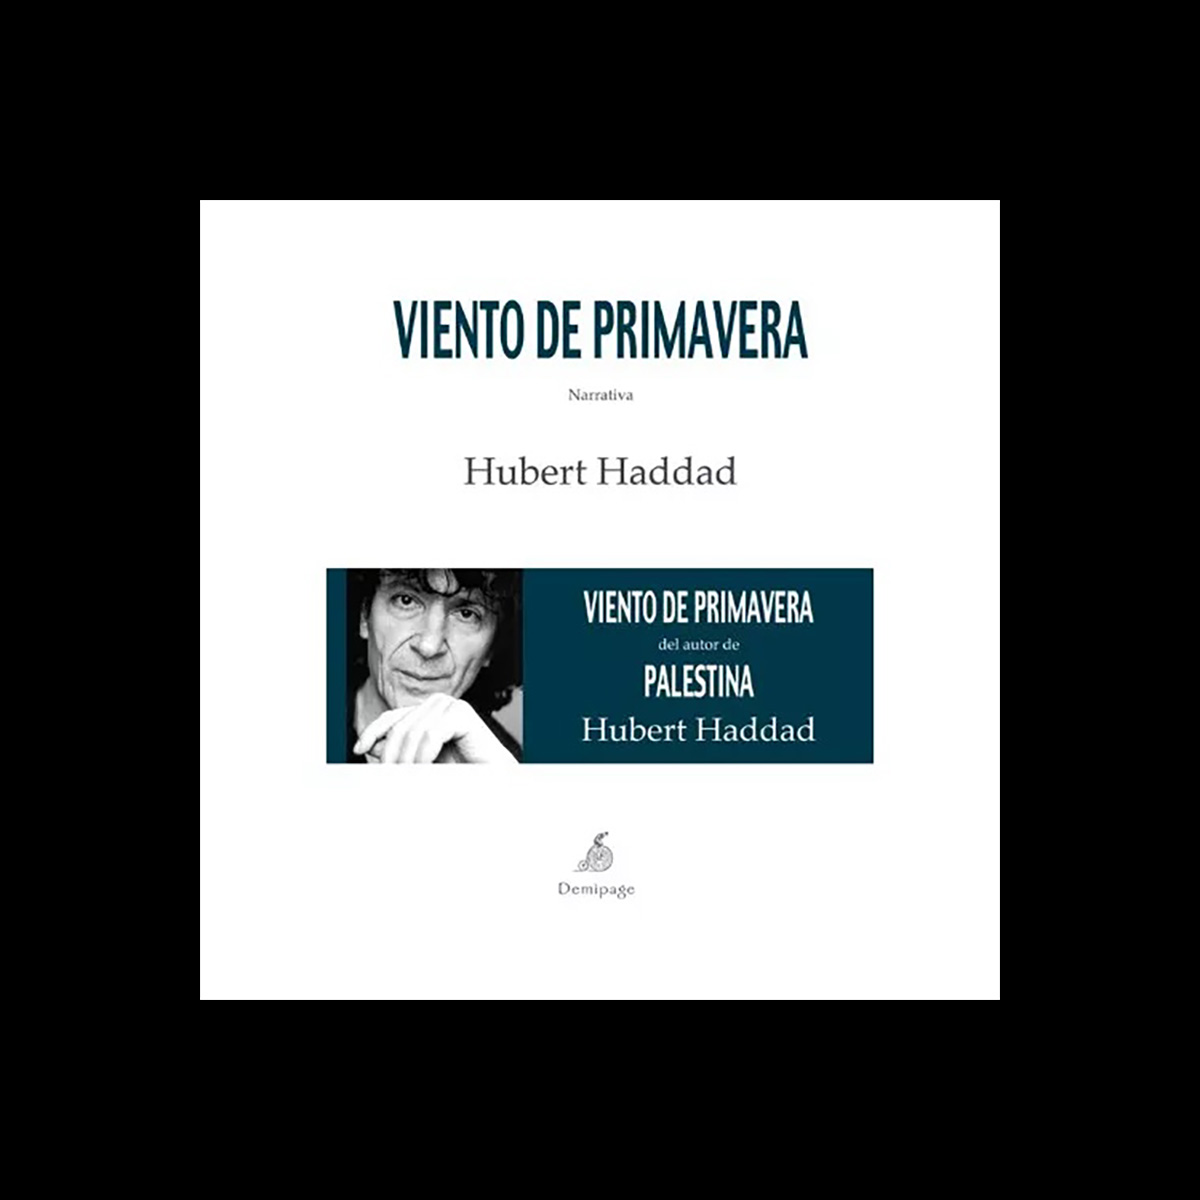 VIENTO DE PRIMAVERA
Narrativa
Hubert Haddad
VIENTO DE PRIMAVERA
del autor de
PALESTINA
Hubert Haddad
Demipage